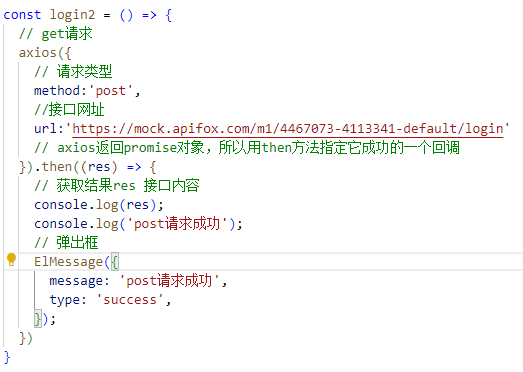 const login2 = () => {
// get请求
axios({
// 请求类型
method:'post',
//接口网址
url:'https://mock.apifox.com/m1/4467073-4113341-default/login'
// axios返回promise对象，所以用then方法指定它成功的一个回调
}).then((res) => {
// 获取结果res 接口内容
console.log(res);
console.log('post请求成功');
// 弹出框
ElMessage({
message: 'post请求成功',
type: 'success',
});
})
}